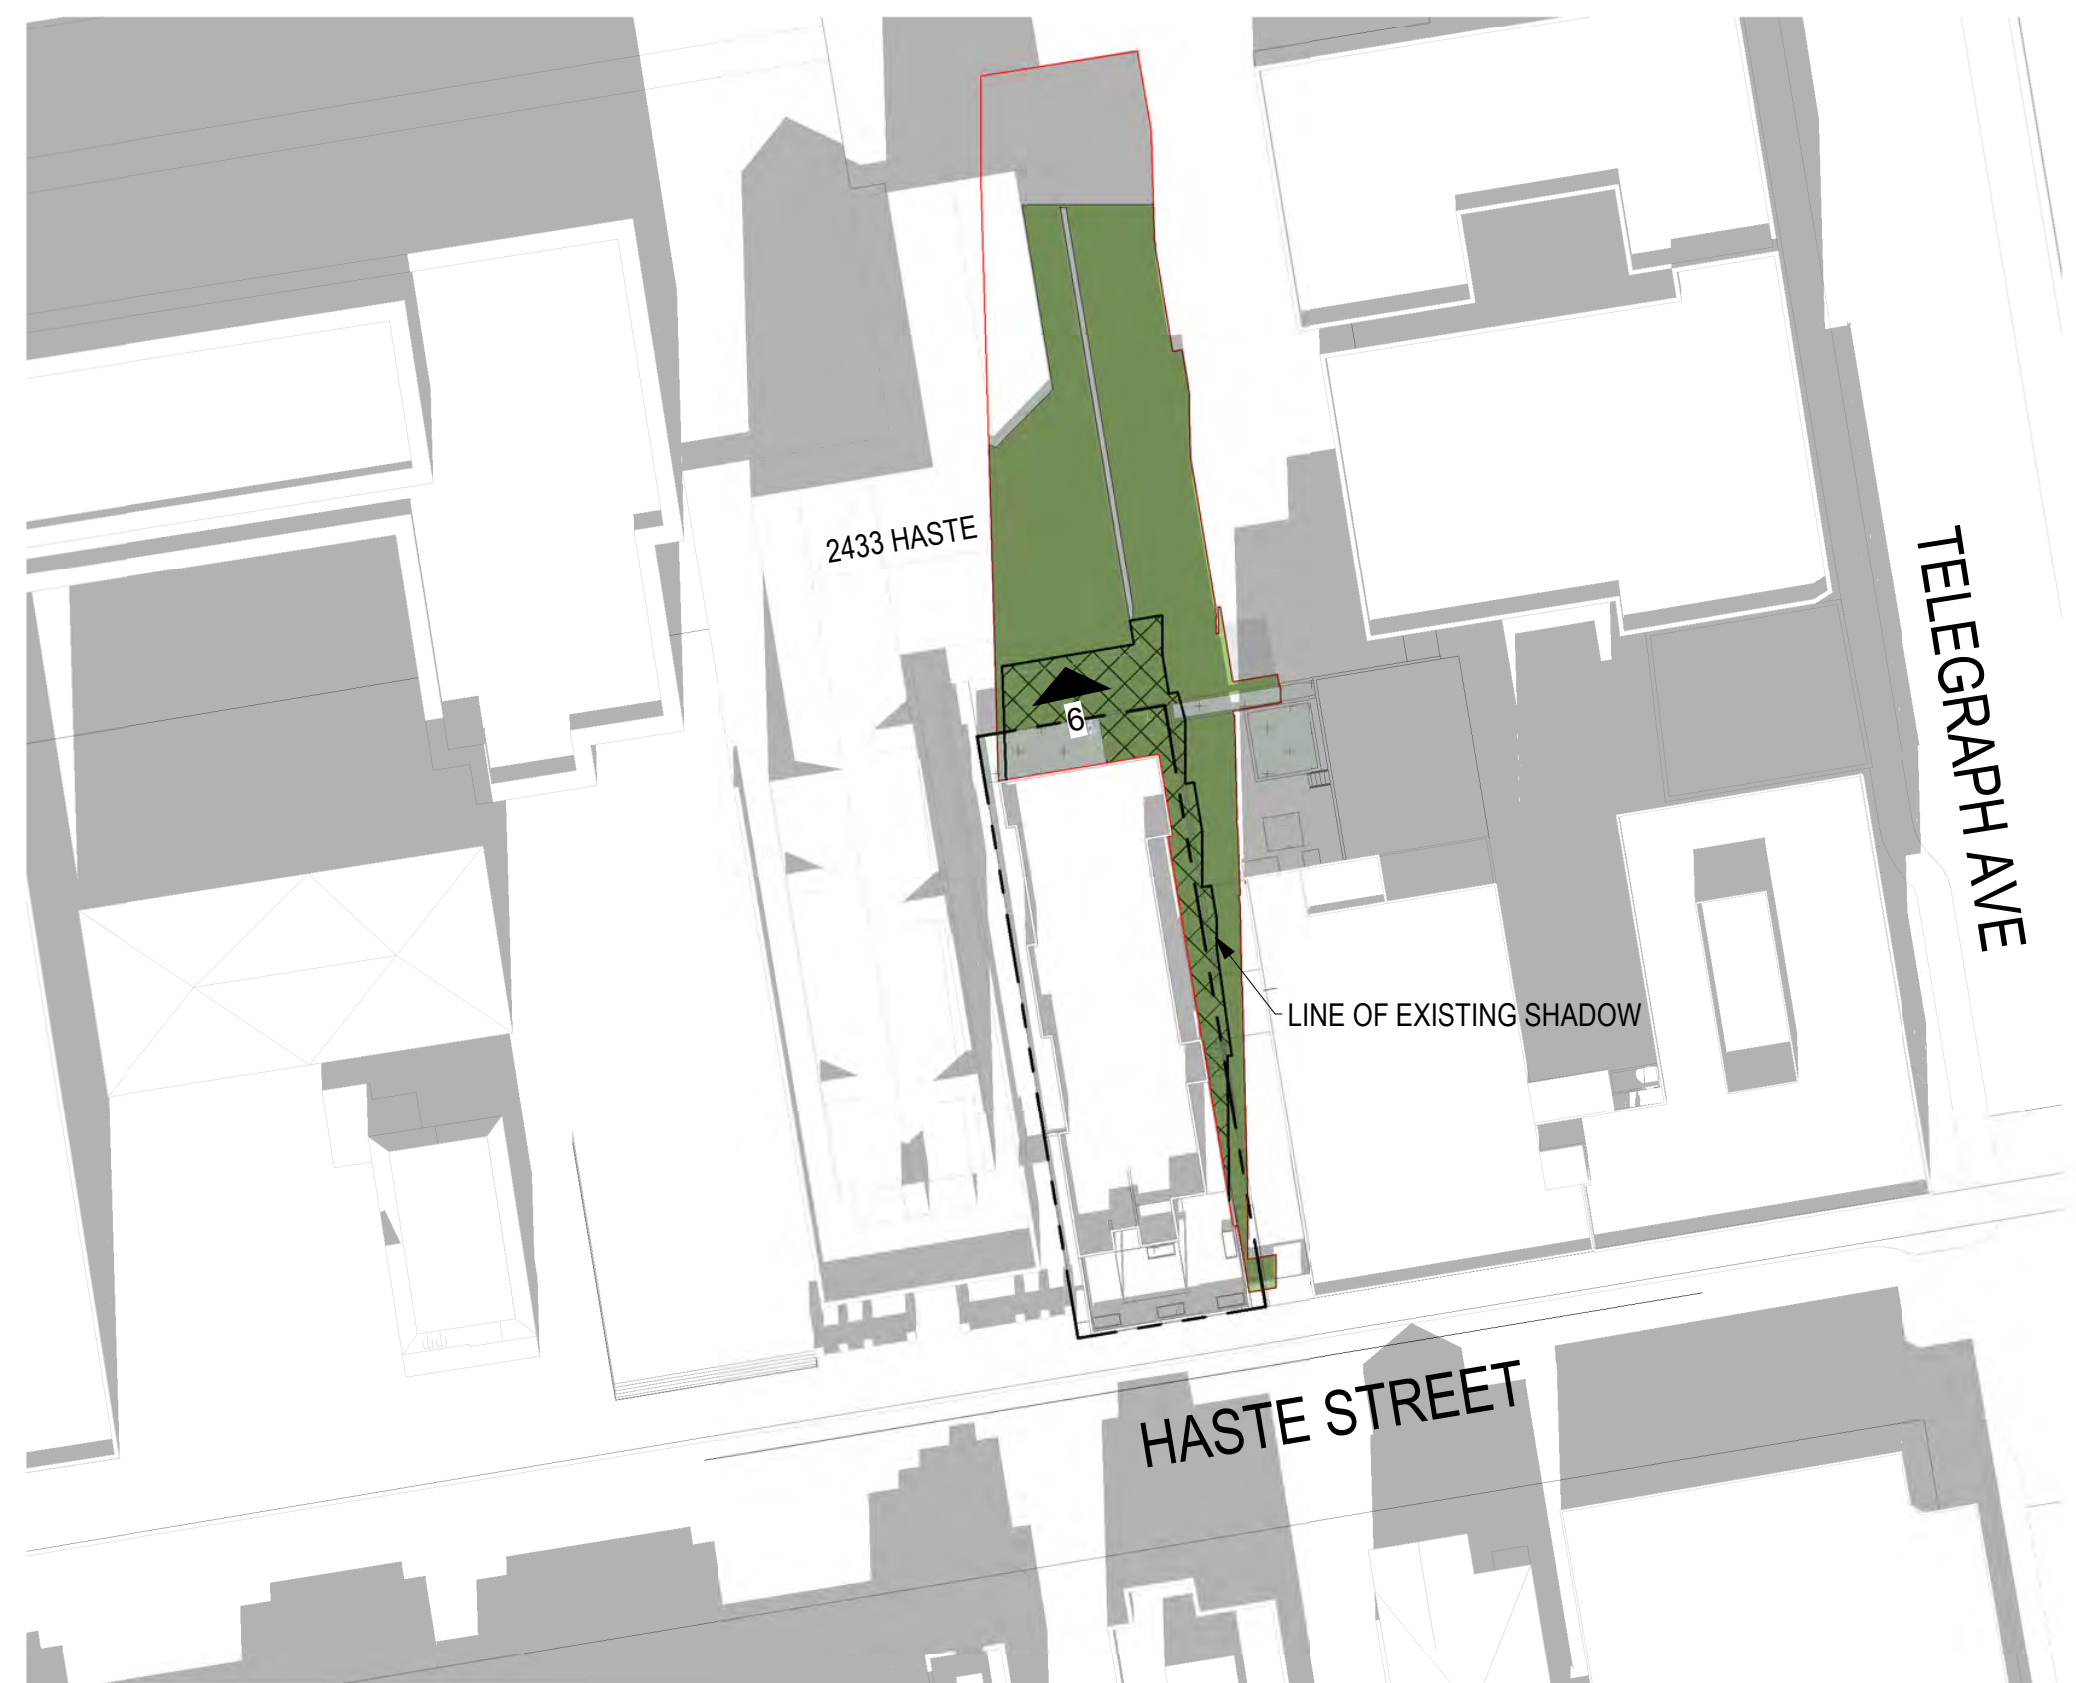 2433 HASTE
TELEGRAPH AVE
6
LINE OF EXISTING SHADOW
HASTE STREET